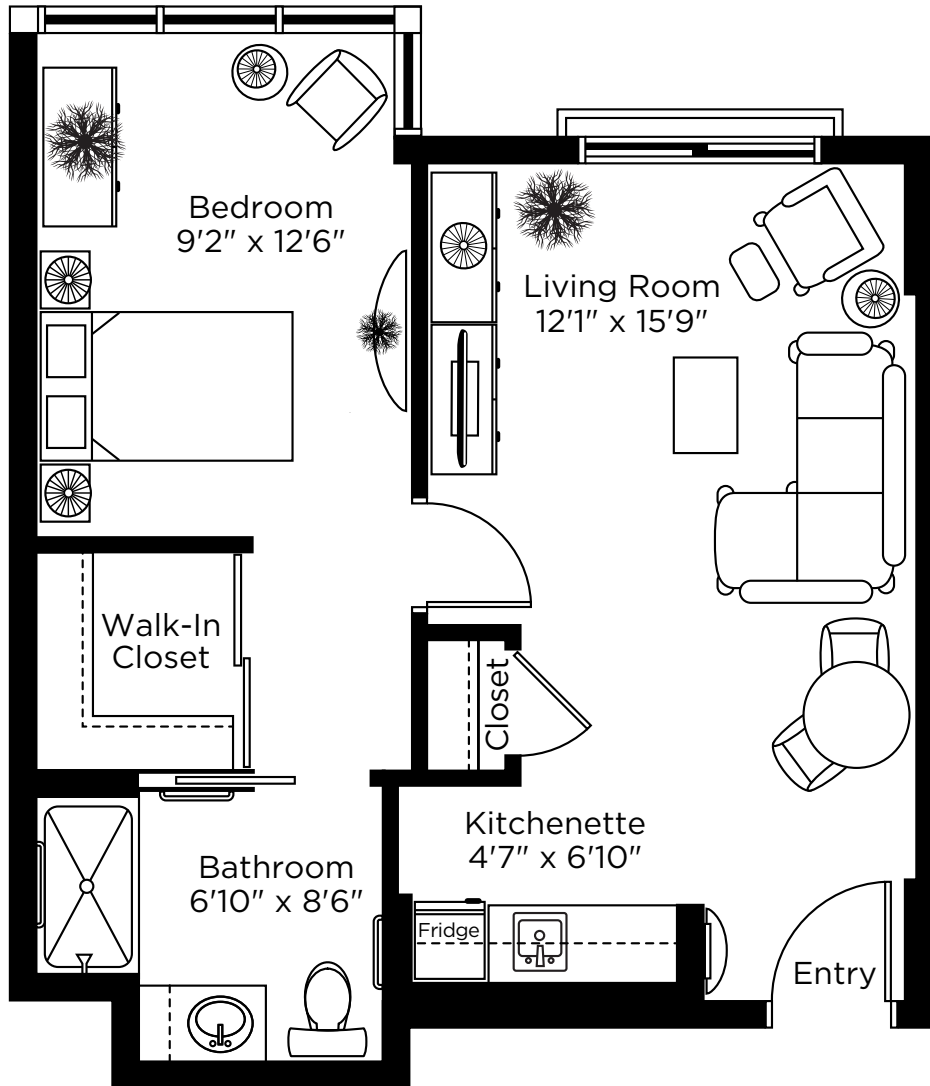 Bedroom
9'2" x 12'6"
Living Room
12'1" x 15'9"
Walk-In
Closet
Closet
Kitchenette
4'7" x 6'10"
Bathroom
6'10" x 8'6"
Fridge
Entry